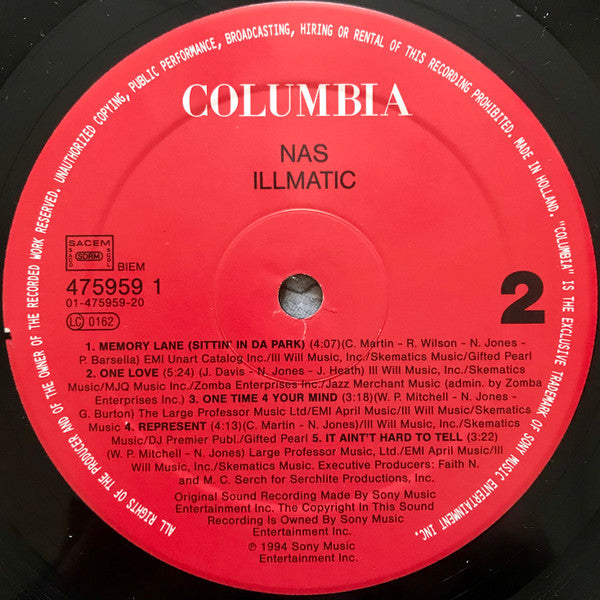 UNAUTHORIZED COPYING, PUBLIC PERFORMANCE, BROADCASTING, HIRING OR RENTAL OF THIS RECORDING PROHIBITED. MADE IN HOLLAND. "COLUMBIA" IS THE EXCLUSIVE TRADEMARK OF SONY MUSIC ENTERTAINMENT INC.
ALL RIGHTS OF THE PRODUCER AND OF THE OWNER OF THE RECORDED WORK RESERVED.
COLUMBIA
NAS
ILLMATIC
SACEM
SACD
SDRM
SGDL
BIEM
475959 1
01-475959-20
LC 0162
2
1. MEMORY LANE (SITTIN' IN DA PARK) (4:07)(C. Martin - R. Wilson - N. Jones -
P. Barsella) EMI Unart Catalog Inc./Ill Will Music, Inc./Skematics Music/Gifted Pearl
2. ONE LOVE (5:24) (J. Davis - N. Jones - J. Heath) Ill Will Music, Inc./Skematics
Music/MJQ Music Inc./Zomba Enterprises Inc./Jazz Merchant Music (admin. by Zomba
Enterprises Inc.) 3. ONE TIME 4 YOUR MIND (3:18)(W. P. Mitchell - N. Jones -
G. Burton) The Large Professor Music Ltd/EMI April Music/Ill Will Music/Skematics
Music 4. REPRESENT (4:13)(C. Martin - N. Jones)/Ill Will Music, Inc./Skematics
Music/DJ Premier Publ./Gifted Pearl 5. IT AIN'T HARD TO TELL (3:22)
(W. P. Mitchell - N. Jones) Large Professor Music, Ltd./EMI April Music/Ill
Will Music, Inc./Skematics Music. Executive Producers: Faith N.
and M. C. Serch for Serchlite Productions, Inc.
Original Sound Recording Made By Sony Music
Entertainment Inc. The Copyright In This Sound
Recording Is Owned By Sony Music
Entertainment Inc.
℗ 1994 Sony Music
Entertainment Inc.